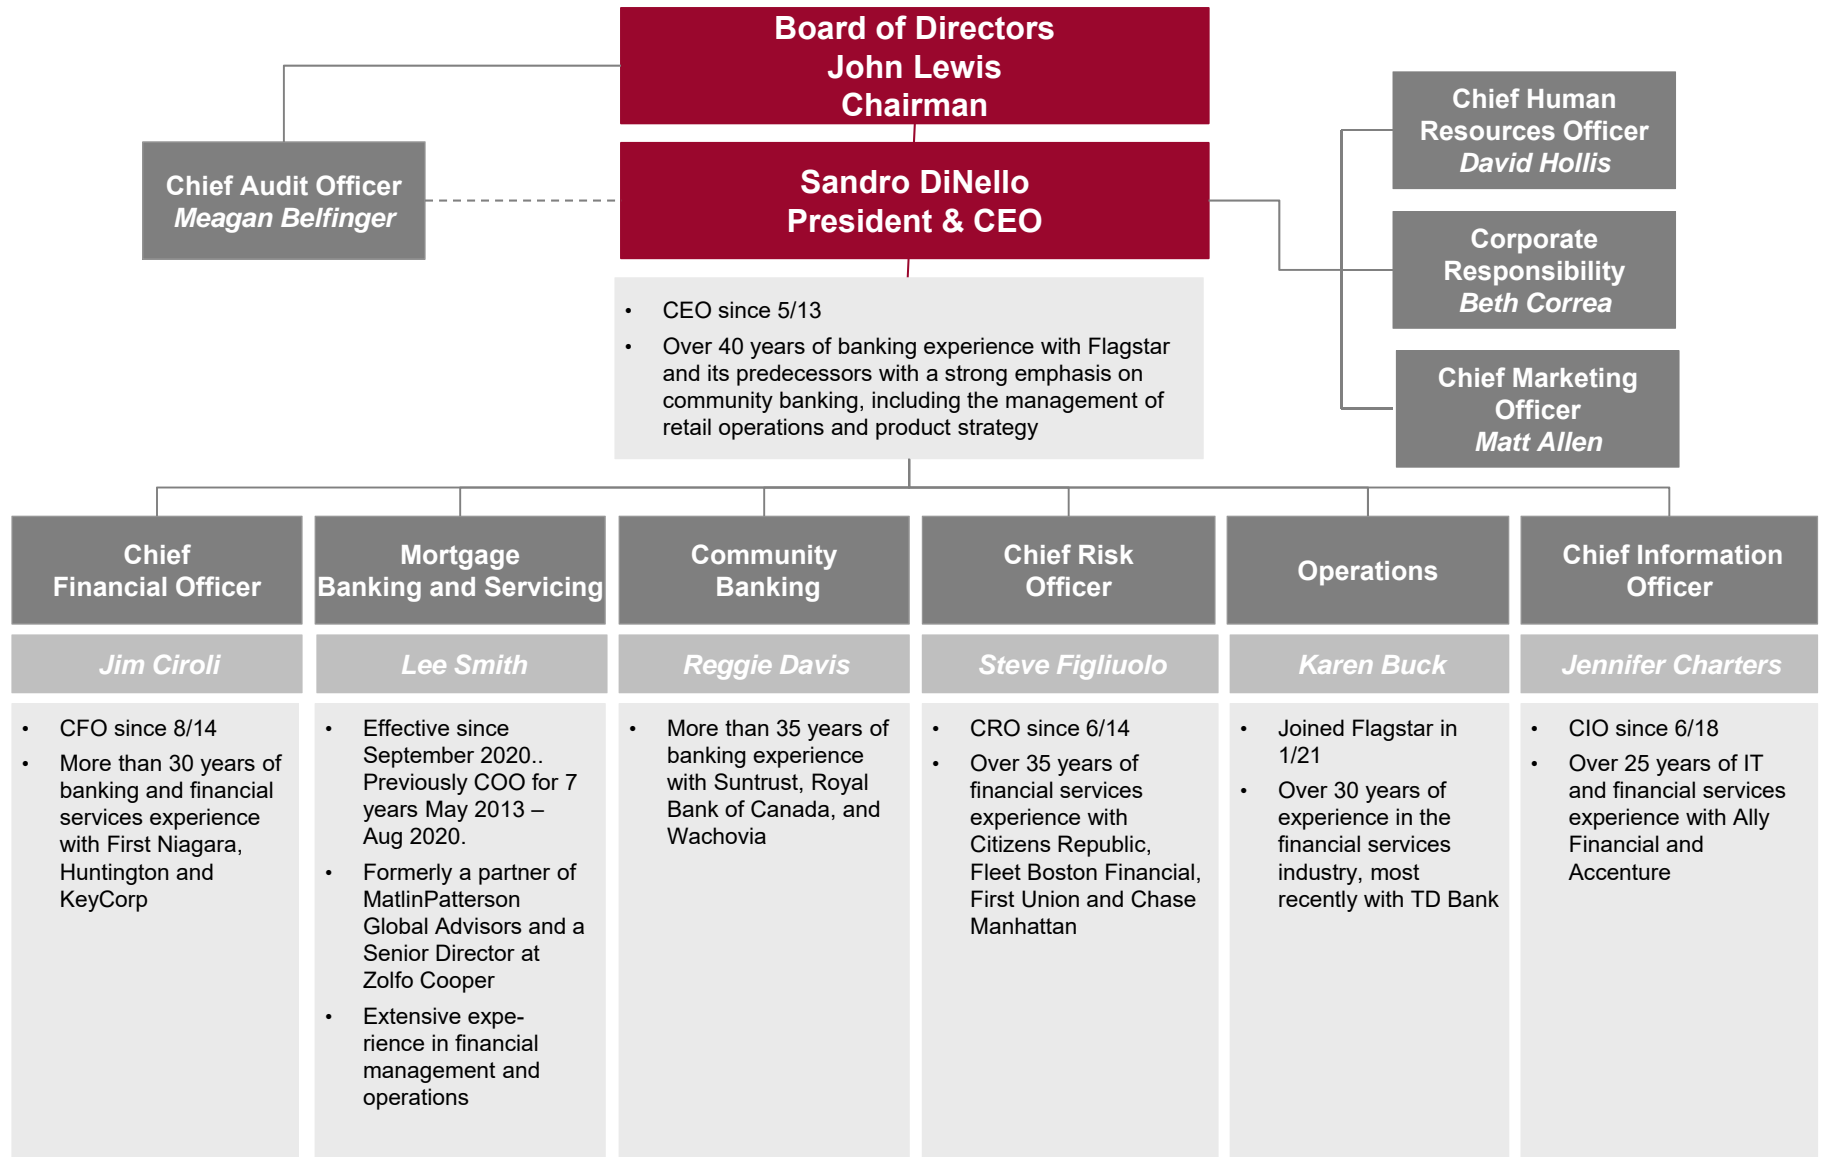 Board of Directors
John Lewis
Chairman
Chief Audit Officer
Meagan Belfinger
Sandro DiNello
President & CEO
Chief Human
Resources Officer
David Hollis
Corporate
Responsibility
Beth Correa
Chief Marketing
Officer
Matt Allen
• CEO since 5/13
• Over 40 years of banking experience with Flagstar
and its predecessors with a strong emphasis on
community banking, including the management of
retail operations and product strategy
Chief
Financial Officer
Jim Ciroli
• CFO since 8/14
• More than 30 years of
banking and financial
services experience
with First Niagara,
Huntington and
KeyCorp
Mortgage
Banking and Servicing
Lee Smith
• Effective since
September 2020..
Previously COO for 7
years May 2013 –
Aug 2020.
• Formerly a partner of
MatlinPatterson
Global Advisors and a
Senior Director at
Zolfo Cooper
• Extensive expe-
rience in financial
management and
operations
Community
Banking
Reggie Davis
• More than 35 years of
banking experience
with Suntrust, Royal
Bank of Canada, and
Wachovia
Chief Risk
Officer
Steve Figliuolo
• CRO since 6/14
• Over 35 years of
financial services
experience with
Citizens Republic,
Fleet Boston Financial,
First Union and Chase
Manhattan
Operations
Karen Buck
• Joined Flagstar in
1/21
• Over 30 years of
experience in the
financial services
industry, most
recently with TD Bank
Chief Information
Officer
Jennifer Charters
• CIO since 6/18
• Over 25 years of IT
and financial services
experience with Ally
Financial and
Accenture